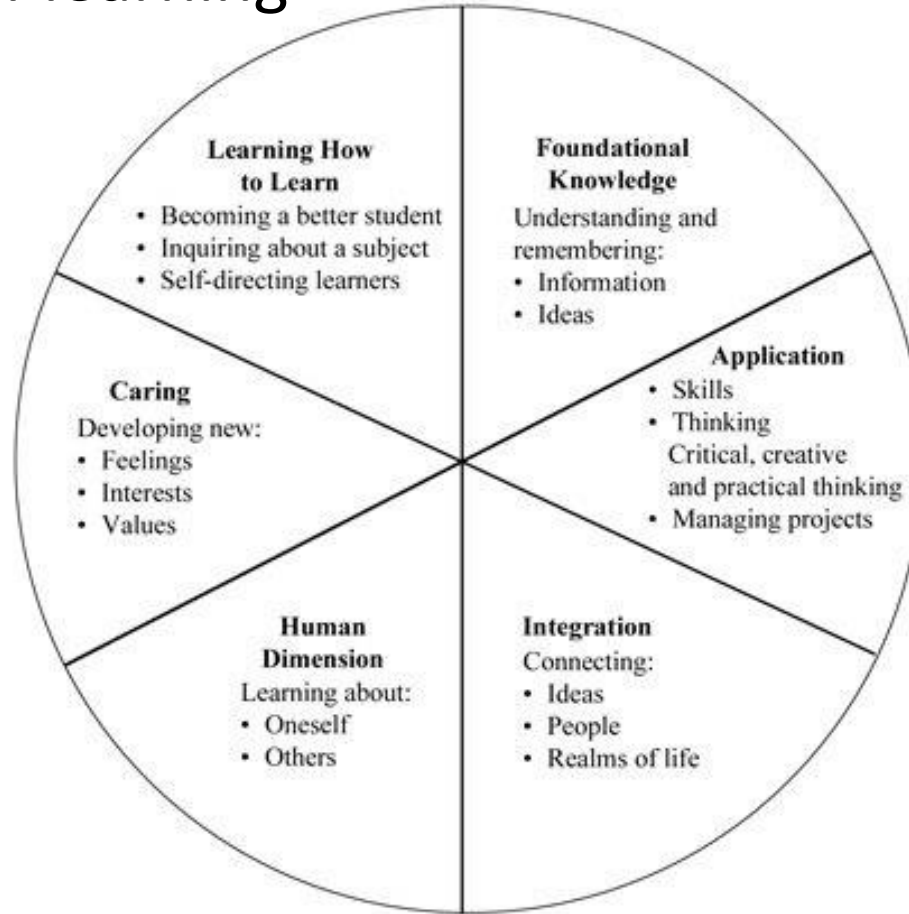 learning
Learning How
to Learn
• Becoming a better student
• Inquiring about a subject
• Self-directing learners
Foundational
Knowledge
Understanding and
remembering:
• Information
• Ideas
Application
• Skills
• Thinking
Critical, creative
and practical thinking
• Managing projects
Integration
Connecting:
• Ideas
• People
• Realms of life
Human
Dimension
Learning about:
• Oneself
• Others
Caring
Developing new:
• Feelings
• Interests
• Values